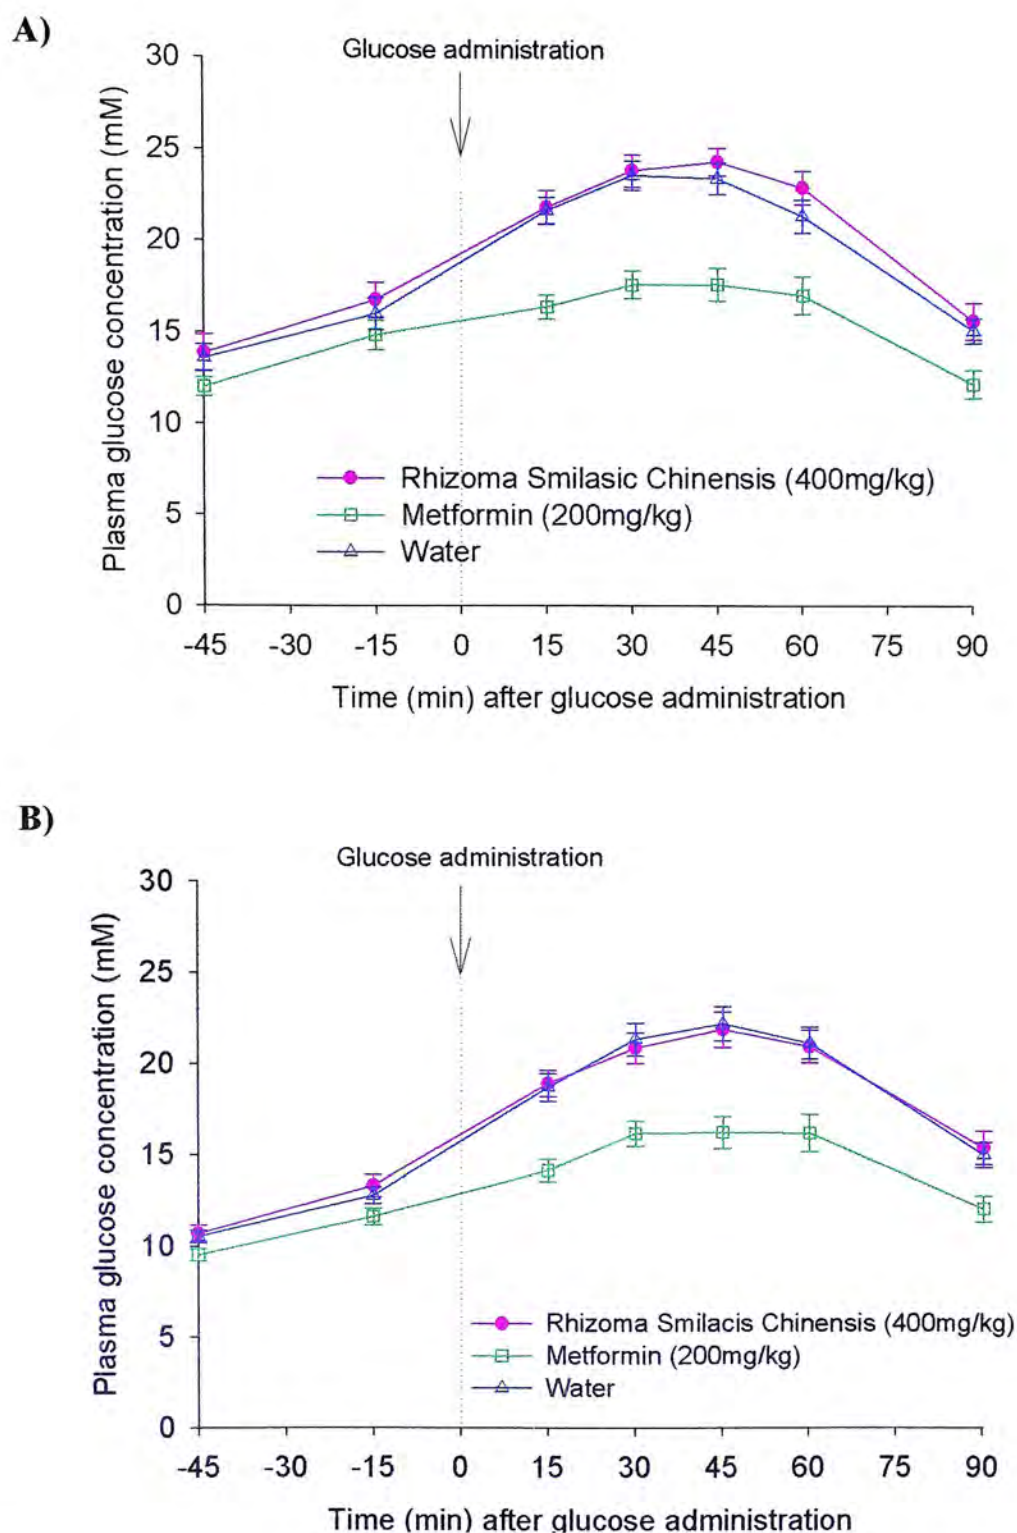 A)
Glucose administration
30
25
20
15
10
5
0
Plasma glucose concentration (mM)
Rhizoma Smilasic Chinensis (400mg/kg)
Metformin (200mg/kg)
Water
-45 -30 -15 0 15 30 45 60 75 90
Time (min) after glucose administration
B)
Glucose administration
30
25
20
15
10
5
0
Plasma glucose concentration (mM)
Rhizoma Smilacis Chinensis (400mg/kg)
Metformin (200mg/kg)
Water
-45 -30 -15 0 15 30 45 60 75 90
Time (min) after glucose administration